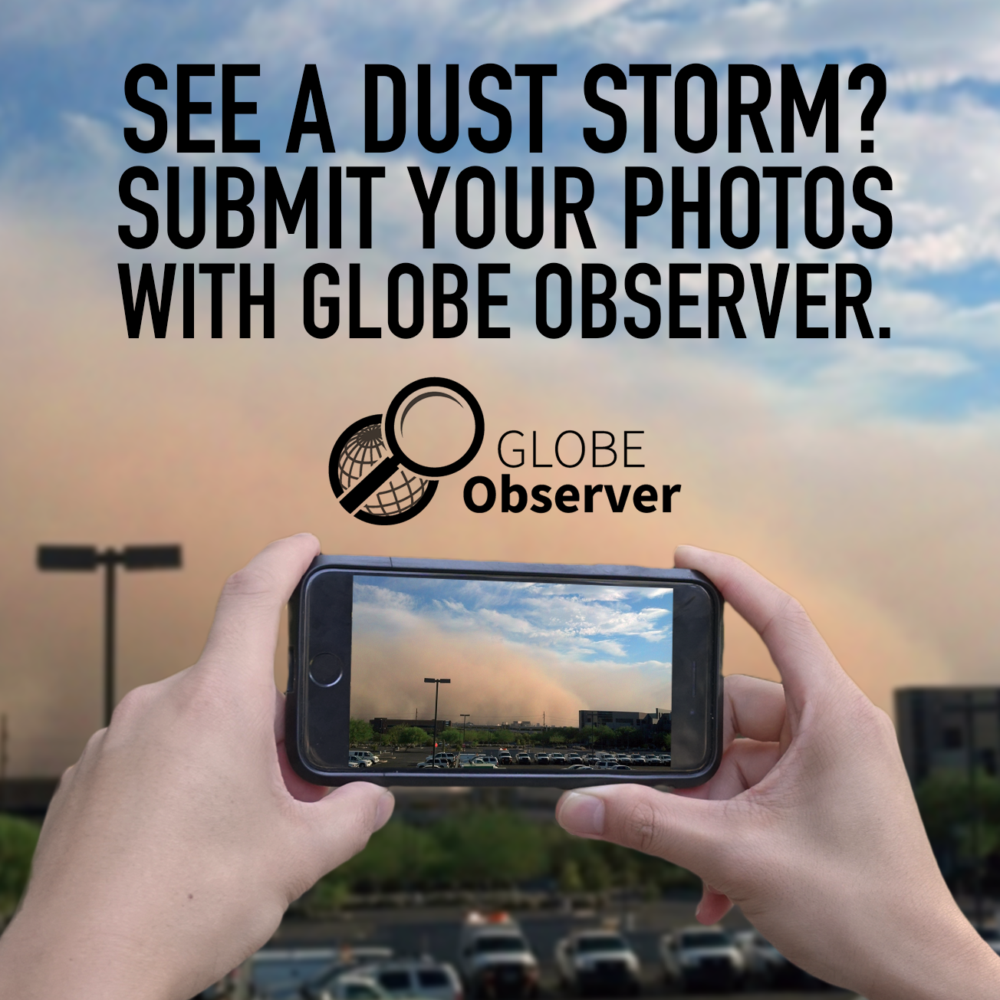 SEE A DUST STORM?
SUBMIT YOUR PHOTOS
WITH GLOBE OBSERVER.
GLOBE
Observer